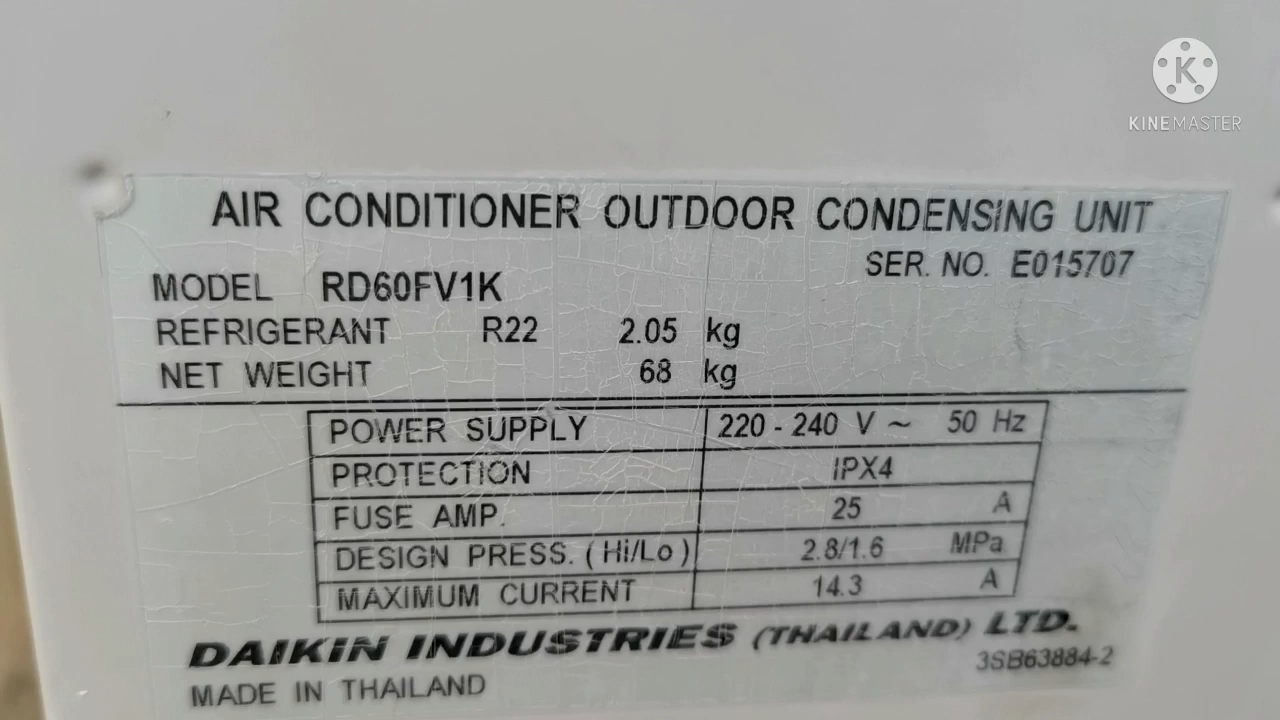 K
KINEMASTER
AIR CONDITIONER OUTDOOR CONDENSING UNIT
SER. NO. E015707
MODEL RD60FV1K
REFRIGERANT R22 2.05 kg
NET WEIGHT 68 kg
POWER SUPPLY 220 - 240 V ~ 50 Hz
PROTECTION IPX4
FUSE AMP. 25 A
DESIGN PRESS. (Hi/Lo) 2.8/1.6 MPa
MAXIMUM CURRENT 14.3 A
DAIKIN INDUSTRIES (THAILAND) LTD.
3SB63884-2
MADE IN THAILAND